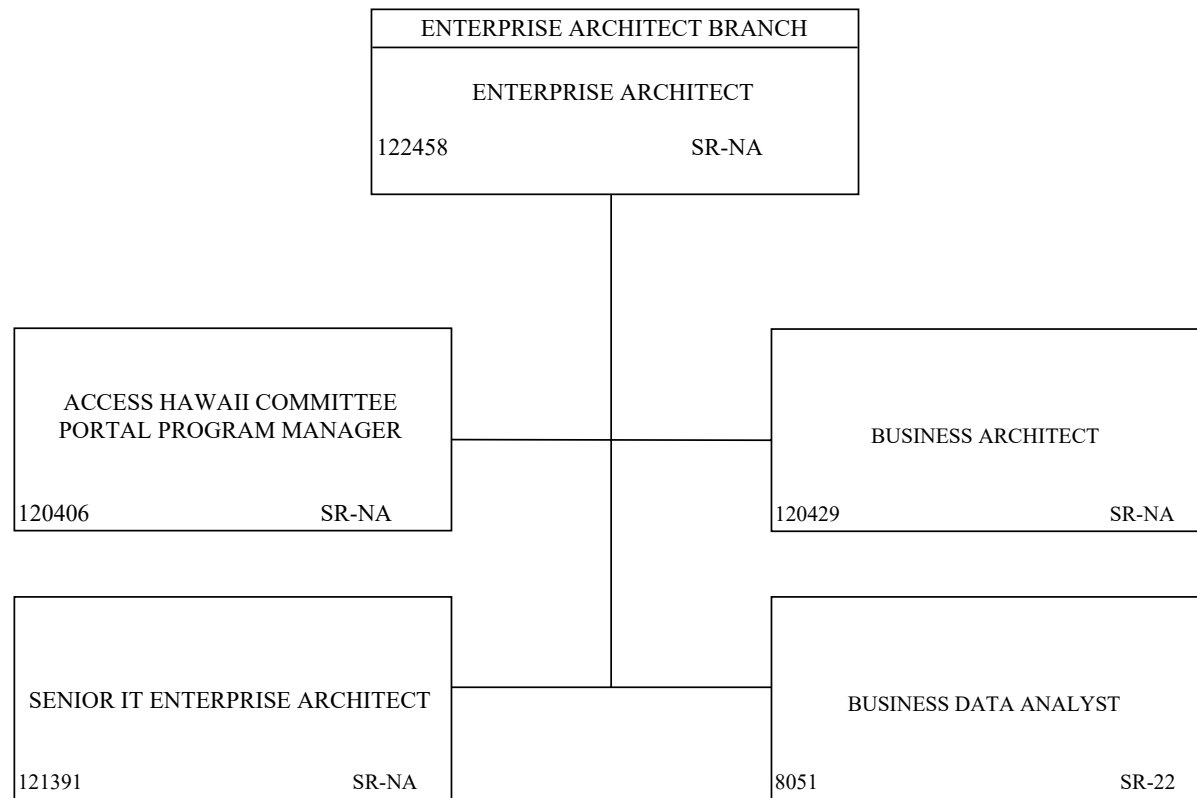 ENTERPRISE ARCHITECT BRANCH
ENTERPRISE ARCHITECT
122458 SR-NA
ACCESS HAWAII COMMITTEE
PORTAL PROGRAM MANAGER
120406 SR-NA
BUSINESS ARCHITECT
120429 SR-NA
SENIOR IT ENTERPRISE ARCHITECT
121391 SR-NA
BUSINESS DATA ANALYST
8051 SR-22